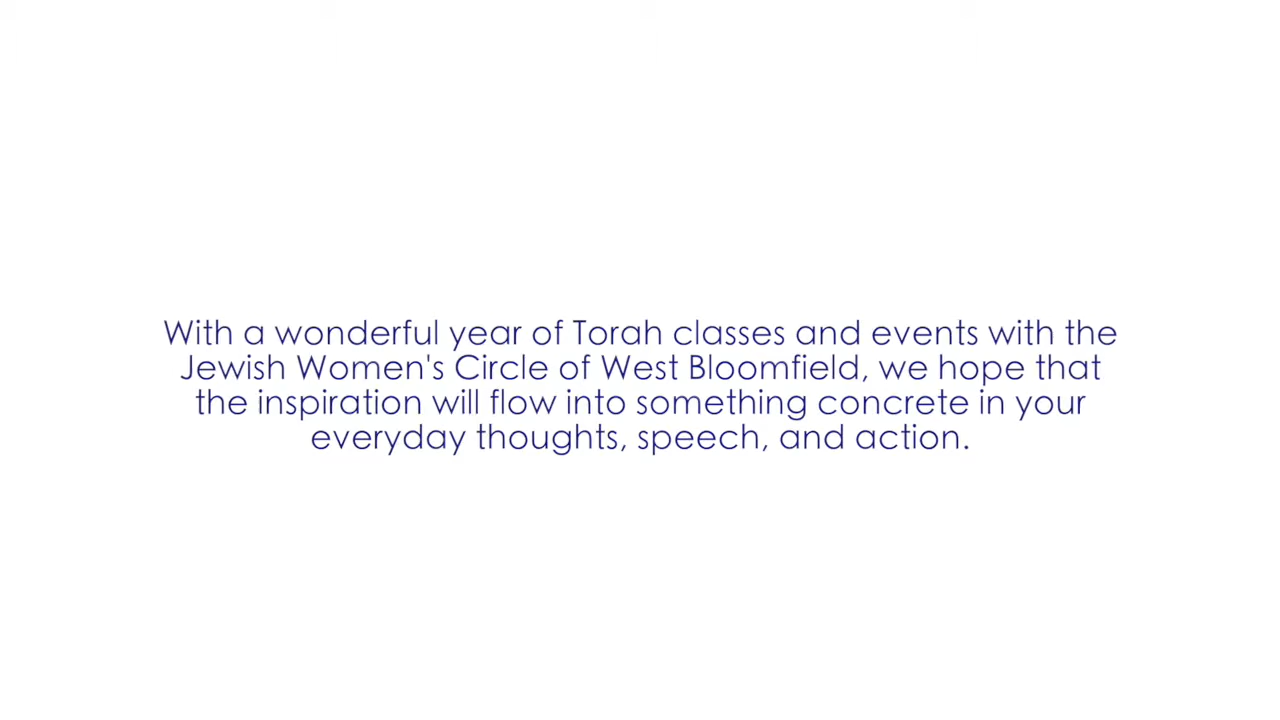 With a wonderful year of Torah classes and events with the
Jewish Women's Circle of West Bloomfield, we hope that
the inspiration will flow into something concrete in your
everyday thoughts, speech, and action.